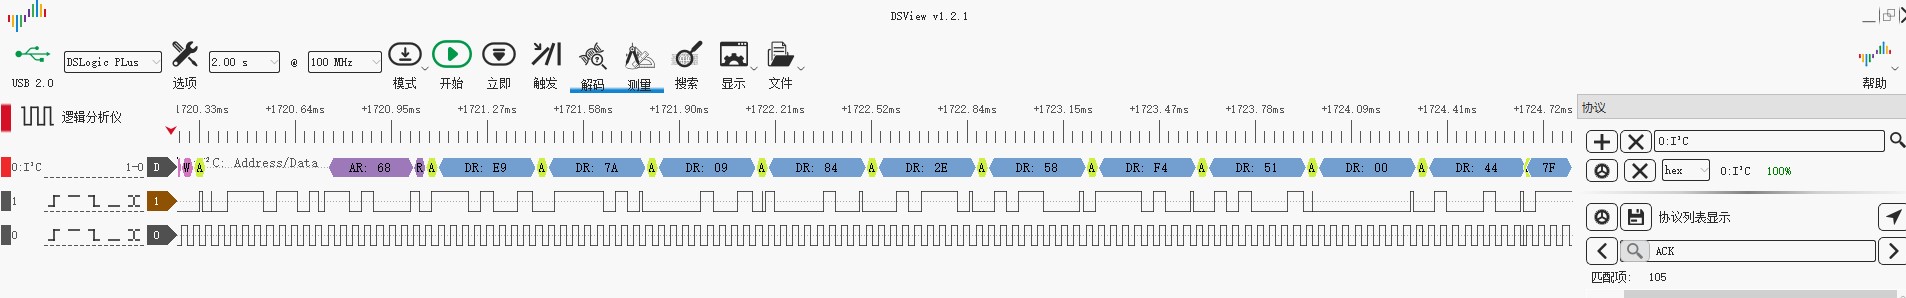 DSView v1.2.1
USB 2.0
DSLogic PLus
选项
2.00 s
@
100 MHz
模式
开始
立即
触发
解码
测量
搜索
显示
文件
帮助
逻辑分析仪
1720.33ms +1720.64ms +1720.95ms +1721.27ms +1721.58ms +1721.90ms +1722.21ms +1722.52ms +1722.84ms +1723.15ms +1723.47ms +1723.78ms +1724.09ms +1724.41ms +1724.72ms
0:I²C 1-0 D W A ²C: Address/Data AR: 68 R A DR: E9 A DR: 7A A DR: 09 A DR: 84 A DR: 2E A DR: 58 A DR: F4 A DR: 51 A DR: 00 A DR: 44 7F
1 1
0 0
协议
0:I²C
hex 0:I²C 100%
协议列表显示
ACK
匹配项: 105